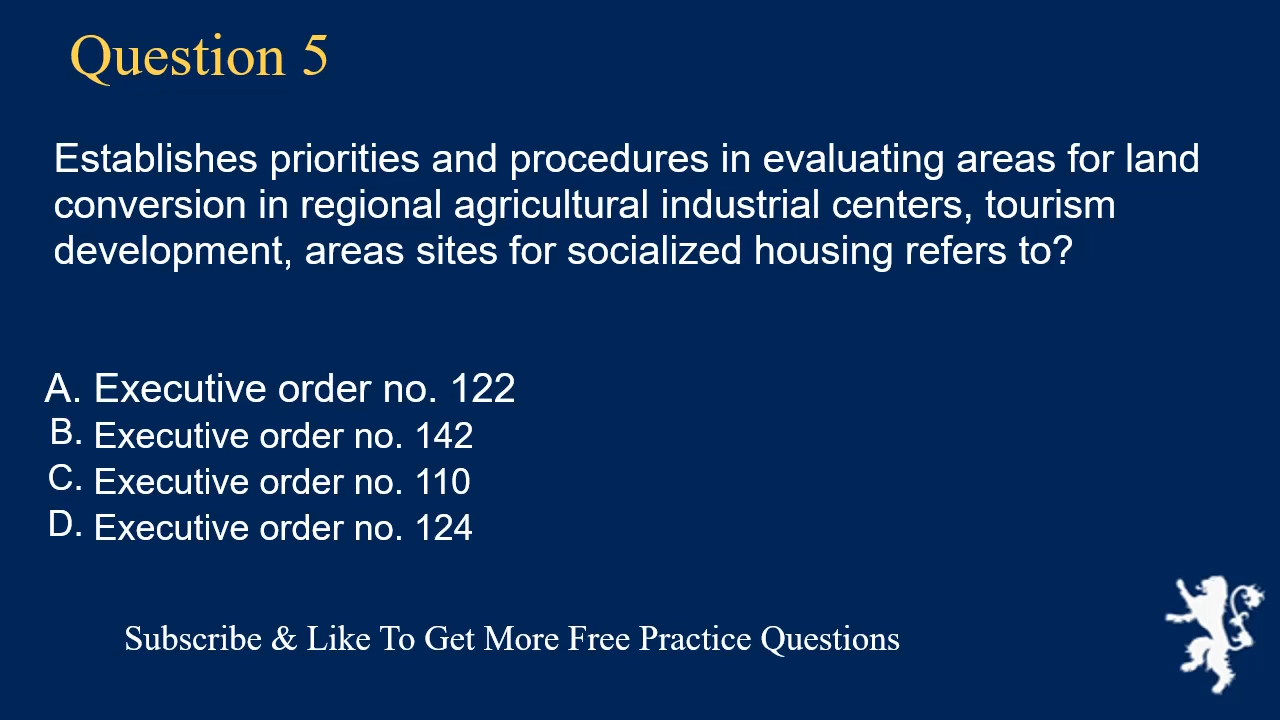 Question 5
Establishes priorities and procedures in evaluating areas for land
conversion in regional agricultural industrial centers, tourism
development, areas sites for socialized housing refers to?
A. Executive order no. 122
B. Executive order no. 142
C. Executive order no. 110
D. Executive order no. 124
Subscribe & Like To Get More Free Practice Questions